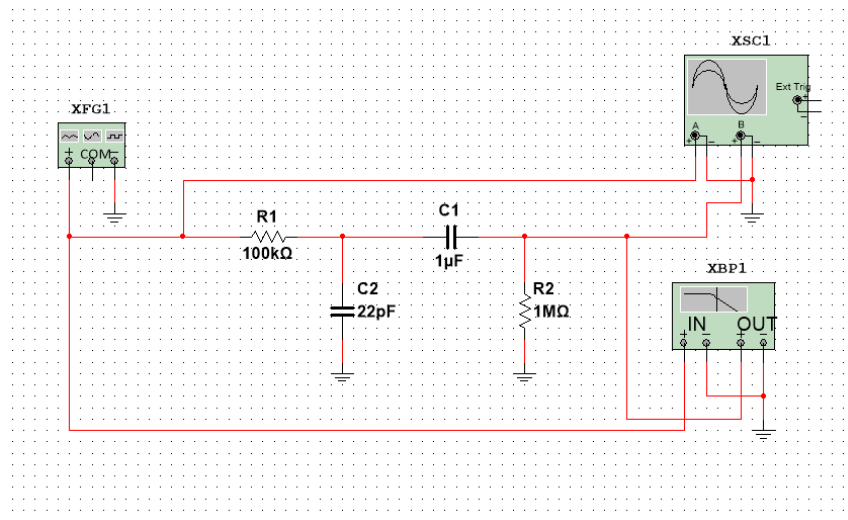 XSC1
Ext Trig
+
−
A
B
+ − + −
XFG1
+ COM −
R1
100kΩ
C1
1µF
C2
22pF
R2
1MΩ
XBP1
IN OUT
+ − + −